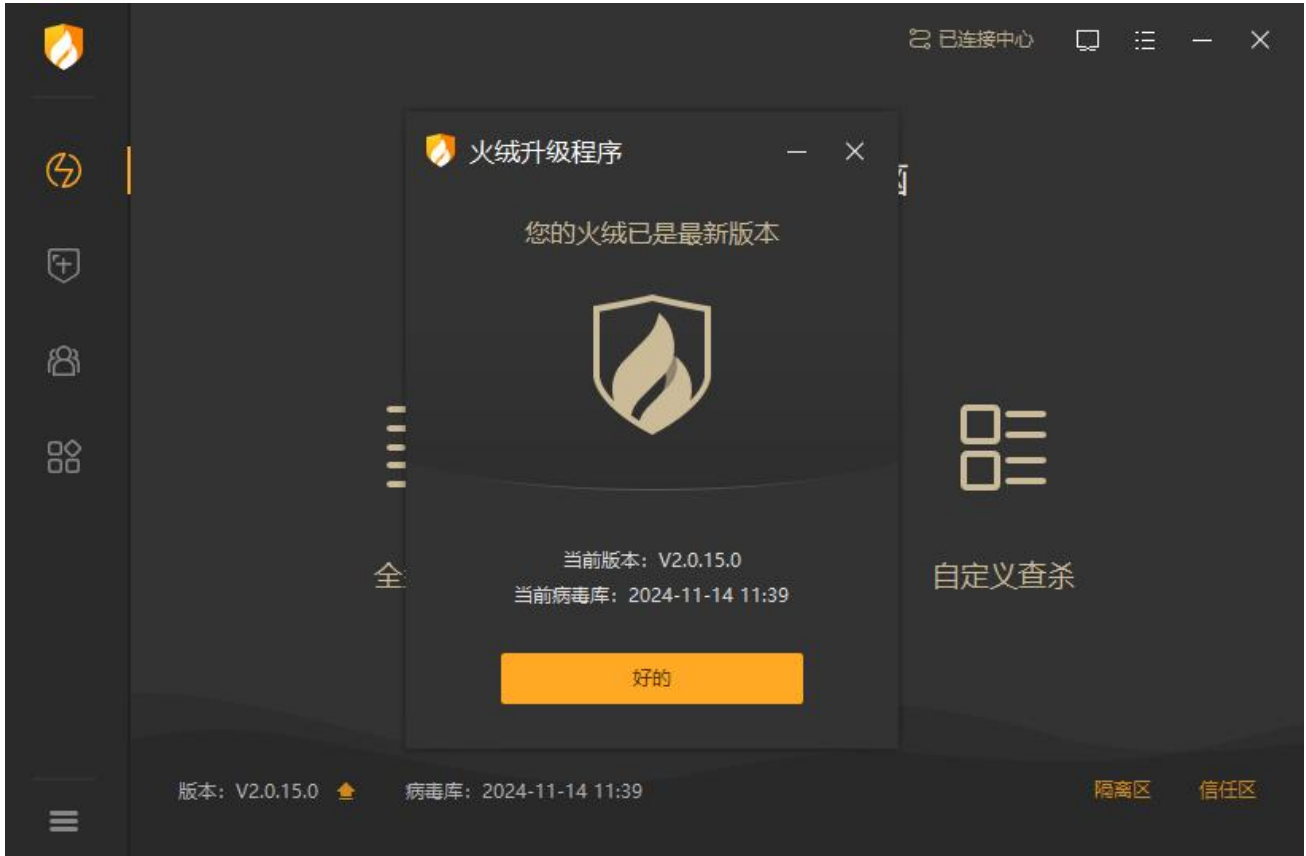 已连接中心
火绒升级程序
您的火绒已是最新版本
当前版本：V2.0.15.0
当前病毒库：2024-11-14 11:39
全
自定义查杀
好的
版本：V2.0.15.0
病毒库：2024-11-14 11:39
隔离区
信任区